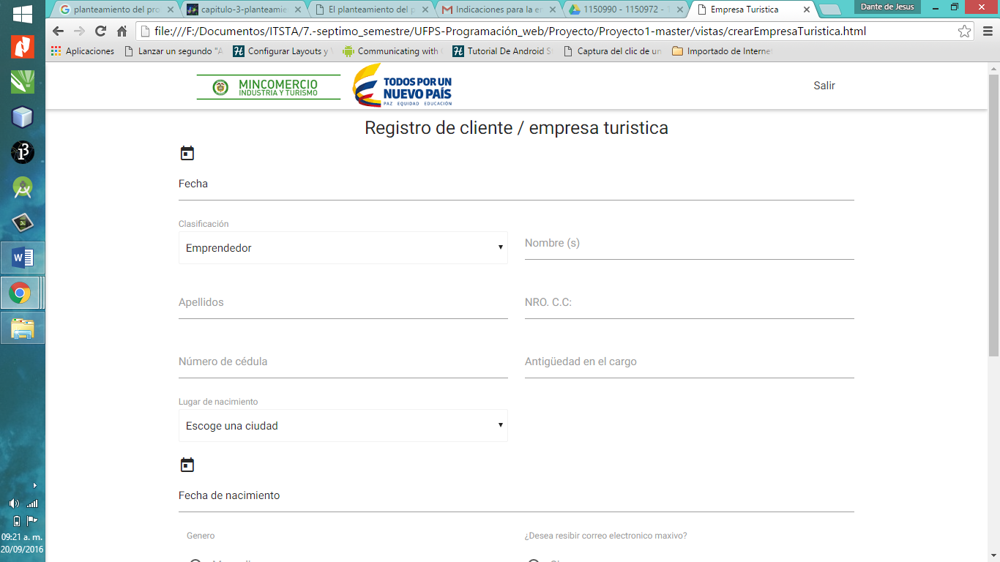 planteamiento del pro
capitulo-3-planteamie
El planteamiento del p
Indicaciones para la e
1150990 - 1150972 - 1
Empresa Turistica
Dante de Jesus
file:///F:/Documentos/ITSTA/7.-septimo_semestre/UFPS-Programación_web/Proyecto/Proyecto1-master/vistas/crearEmpresaTuristica.html
Aplicaciones
Lanzar un segundo "A
Configurar Layouts y V
Communicating with
Tutorial De Android S
Captura del clic de un
Importado de Internet
MINCOMERCIO
INDUSTRIA Y TURISMO
TODOS POR UN
NUEVO PAÍS
PAZ EQUIDAD EDUCACIÓN
Salir
Registro de cliente / empresa turistica
Fecha
Clasificación
Emprendedor
Nombre (s)
Apellidos
NRO. C.C:
Número de cédula
Antigüedad en el cargo
Lugar de nacimiento
Escoge una ciudad
Fecha de nacimiento
Genero
¿Desea resibir correo electronico maxivo?
09:21 a. m.
20/09/2016